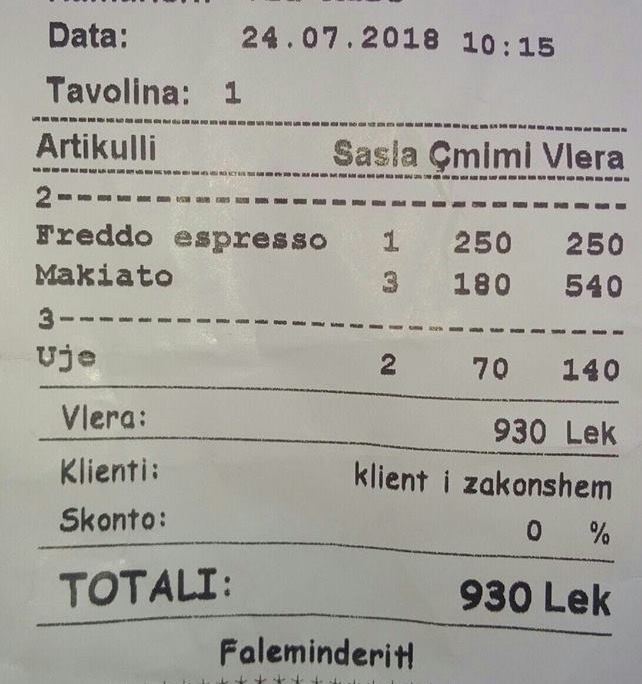 Data: 24.07.2018 10:15
Tavolina: 1
Artikulli Sasia Çmimi Vlera
2--------------------------------
Freddo espresso 1 250 250
Makiato 3 180 540
3--------------------------------
Uje 2 70 140
Vlera: 930 Lek
Klienti: klient i zakonshem
Skonto: 0 %
TOTALI: 930 Lek
Faleminderit!